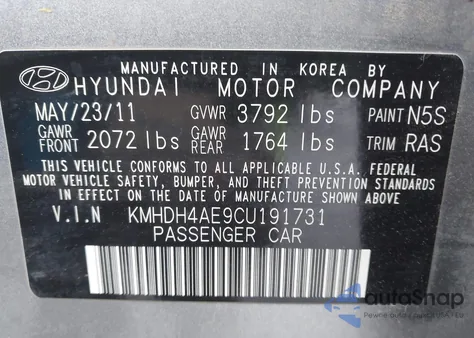 MANUFACTURED IN KOREA BY
HYUNDAI MOTOR COMPANY
MAY/23/11 GVWR 3792 lbs PAINT N5S
GAWR FRONT 2072 lbs GAWR REAR 1764 lbs TRIM RAS
THIS VEHICLE CONFORMS TO ALL APPLICABLE U.S.A. FEDERAL
MOTOR VEHICLE SAFETY, BUMPER, AND THEFT PREVENTION
STANDARDS IN EFFECT ON THE DATE OF MANUFACTURE SHOWN ABOVE.
V.I.N KMHDH4AE9CU191731
PASSENGER CAR
autoSnap